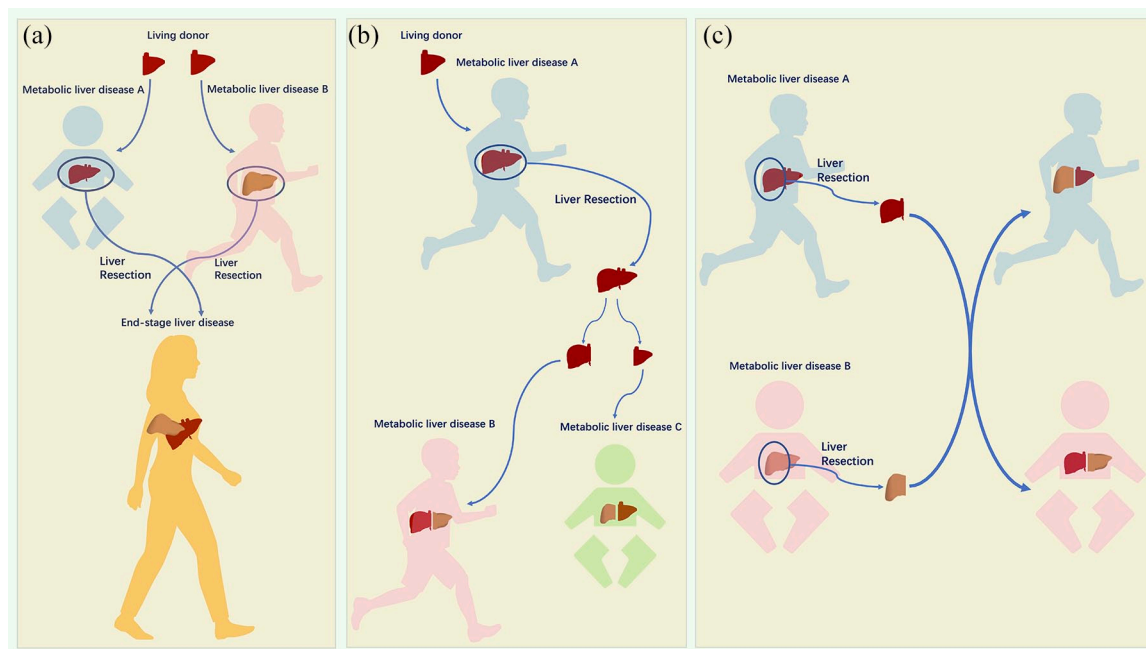 (a)
Living donor
Metabolic liver disease A
Metabolic liver disease B
Liver
Resection
Liver
Resection
End-stage liver disease
(b)
Living donor
Metabolic liver disease A
Liver Resection
Metabolic liver disease B
Metabolic liver disease C
(c)
Metabolic liver disease A
Liver
Resection
Metabolic liver disease B
Liver
Resection